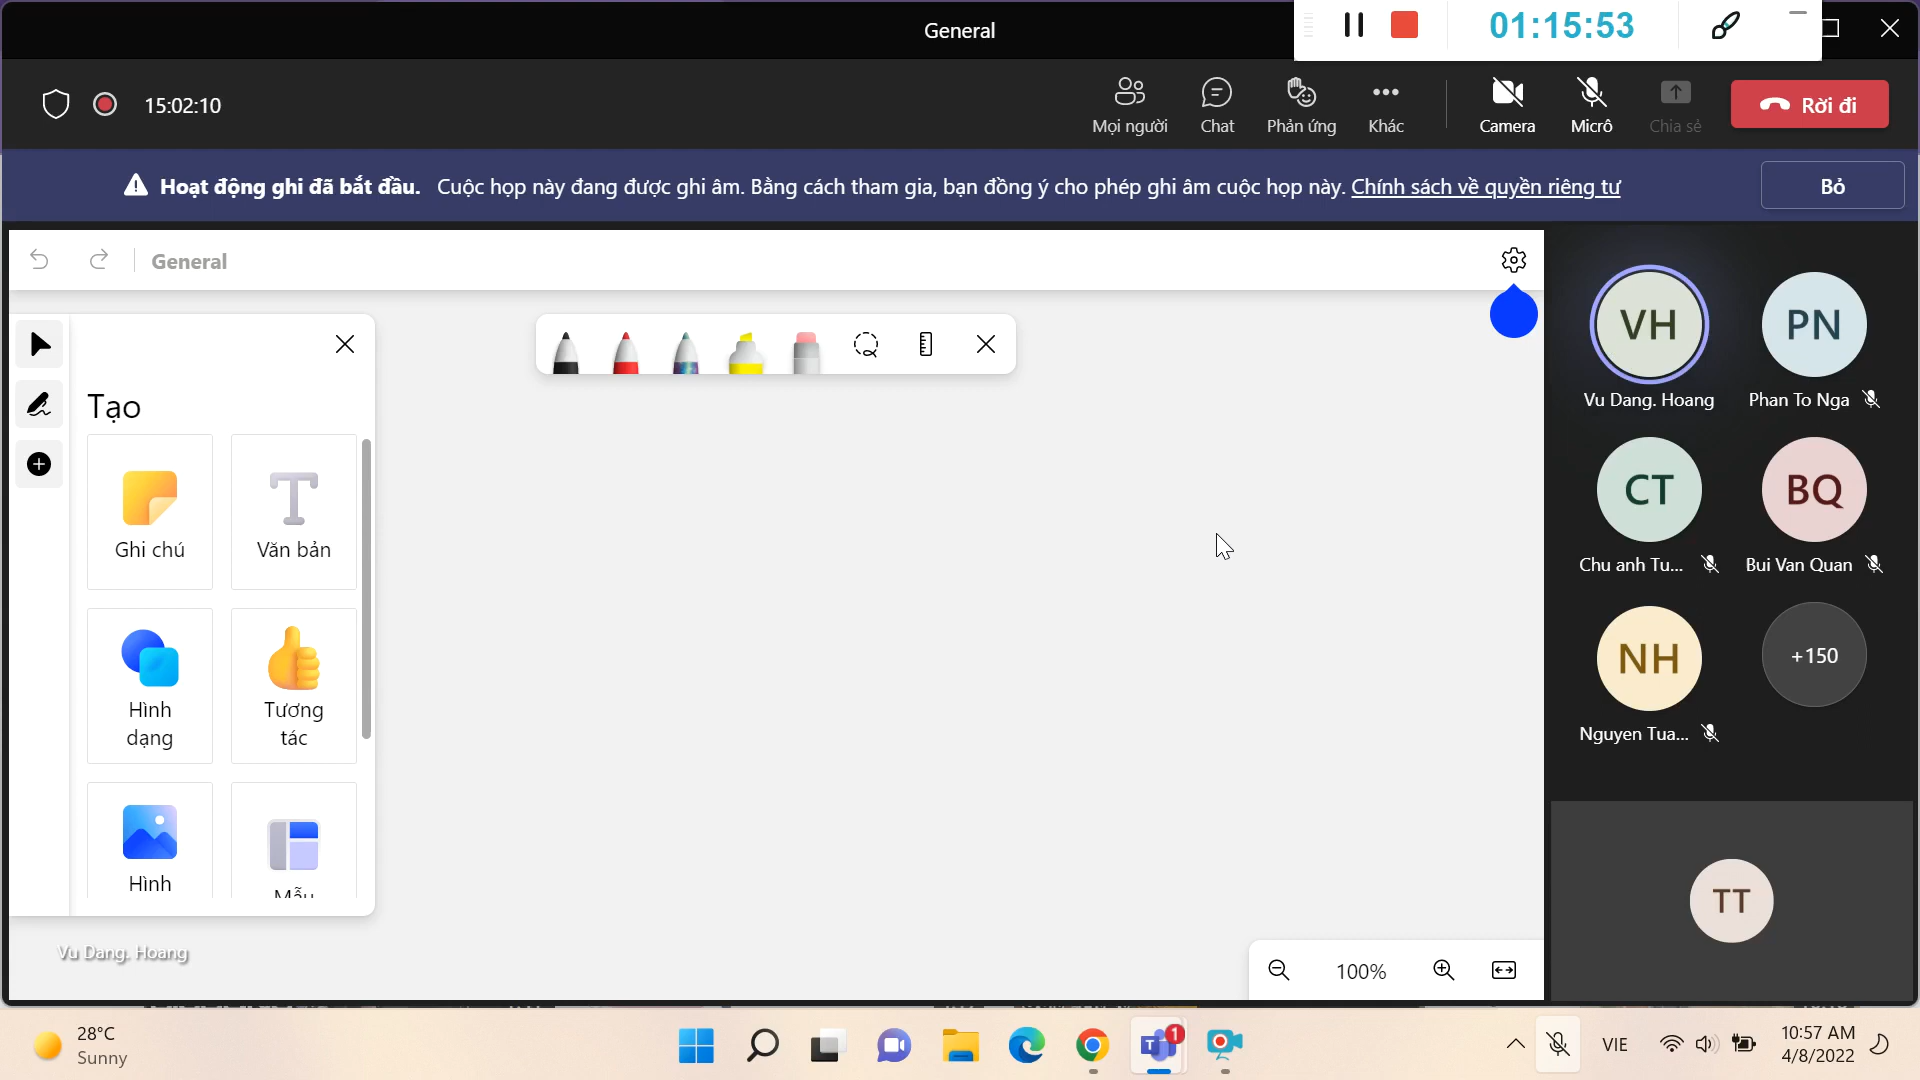 General
01:15:53
15:02:10
Mọi người
Chat
Phản ứng
Khác
Camera
Micrô
Chia sẻ
Rời đi
Hoạt động ghi đã bắt đầu. Cuộc họp này đang được ghi âm. Bằng cách tham gia, bạn đồng ý cho phép ghi âm cuộc họp này. Chính sách về quyền riêng tư
Bỏ
General
Tạo
Ghi chú
Văn bản
Hình dạng
Tương tác
Hình
Mẫu
Vu Dang. Hoang
100%
VH
Vu Dang. Hoang
PN
Phan To Nga
CT
Chu anh Tu...
BQ
Bui Van Quan
NH
Nguyen Tua...
+150
TT
28°C
Sunny
T
1
VIE
10:57 AM
4/8/2022